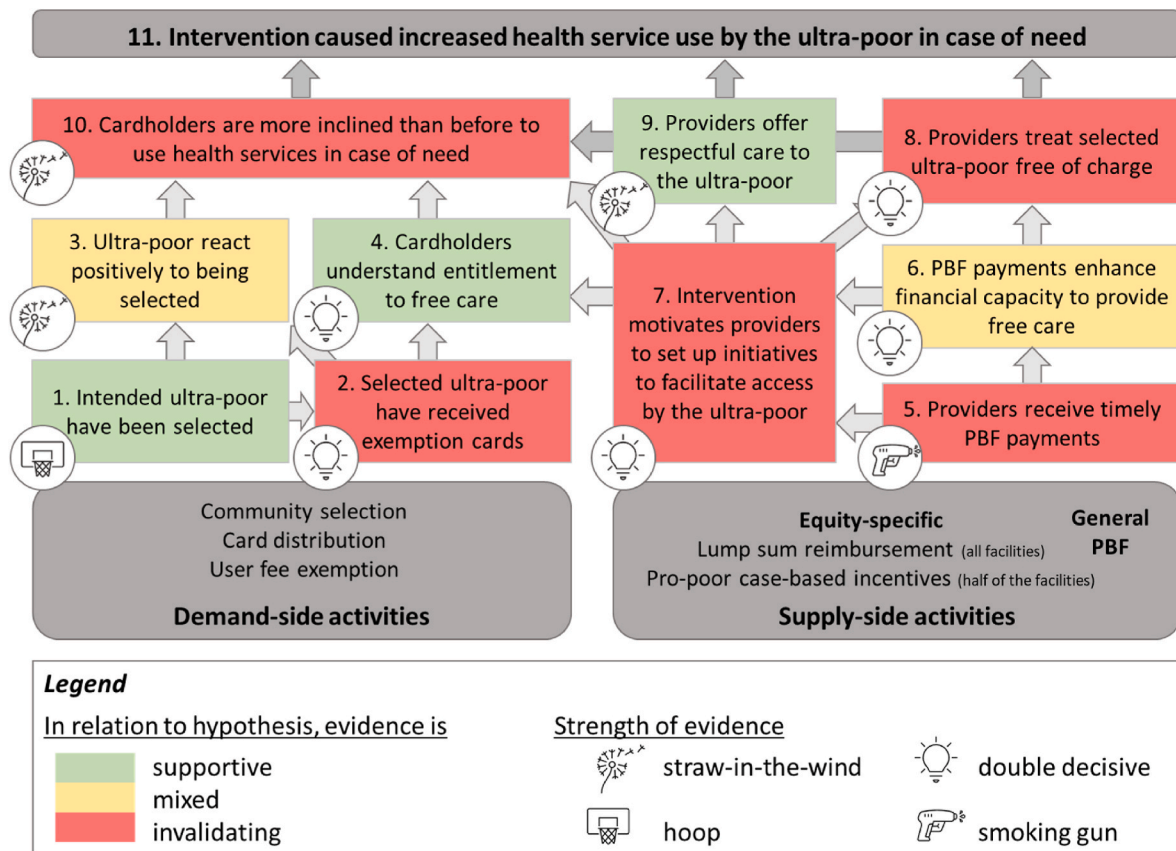 11. Intervention caused increased health service use by the ultra-poor in case of need
10. Cardholders are more inclined than before to
use health services in case of need
9. Providers offer
respectful care to
the ultra-poor
8. Providers treat selected
ultra-poor free of charge
3. Ultra-poor react
positively to being
selected
4. Cardholders
understand entitlement
to free care
7. Intervention
motivates providers
to set up initiatives
to facilitate access
by the ultra-poor
6. PBF payments enhance
financial capacity to provide
free care
1. Intended ultra-poor
have been selected
2. Selected ultra-poor
have received
exemption cards
5. Providers receive timely
PBF payments
Community selection
Card distribution
User fee exemption
Demand-side activities
Equity-specific
Lump sum reimbursement (all facilities)
Pro-poor case-based incentives (half of the facilities)
General
PBF
Supply-side activities
Legend
In relation to hypothesis, evidence is
supportive
mixed
invalidating
Strength of evidence
straw-in-the-wind
double decisive
hoop
smoking gun